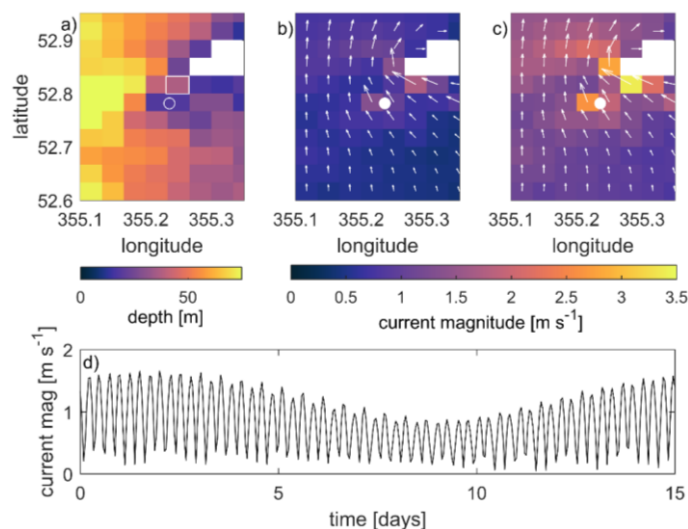 a)
b)
c)
52.9
52.8
52.7
52.6
latitude
355.1 355.2 355.3
355.1 355.2 355.3
355.1 355.2 355.3
longitude
longitude
longitude
0 50
depth [m]
0 0.5 1 1.5 2 2.5 3 3.5
current magnitude [m s⁻¹]
d)
2
1
0
current mag [m s⁻¹]
0 5 10 15
time [days]